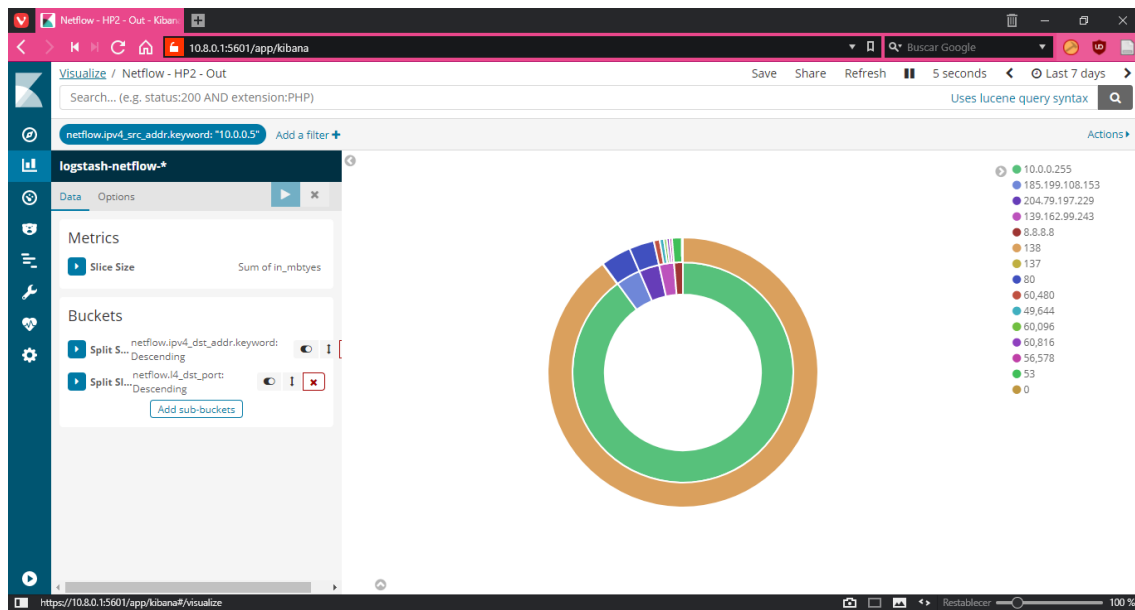 Netflow - HP2 - Out - Kiban
10.8.0.1:5601/app/kibana
Buscar Google
Visualize / Netflow - HP2 - Out
Save Share Refresh 5 seconds Last 7 days
Search... (e.g. status:200 AND extension:PHP)
Uses lucene query syntax
netflow.ipv4_src_addr.keyword: "10.0.0.5" Add a filter +
Actions
logstash-netflow-*
Data Options
Metrics
Slice Size Sum of in_mbtyes
Buckets
Split S... netflow.ipv4_dst_addr.keyword:
Descending
Split Sl... netflow.l4_dst_port:
Descending
Add sub-buckets
10.0.0.255
185.199.108.153
204.79.197.229
139.162.99.243
8.8.8.8
138
137
80
60,480
49,644
60,096
60,816
56,578
53
0
https://10.8.0.1:5601/app/kibana#/visualize
Restablecer
100 %